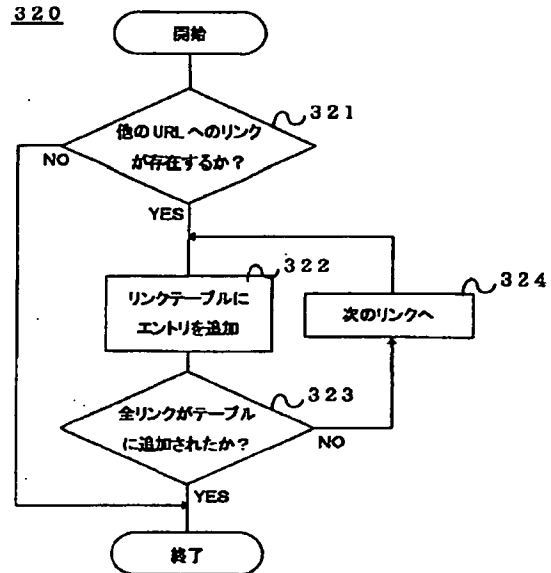 320
開始
321
他のURLへのリンク
が存在するか？
NO
YES
322
リンクテーブルに
エントリを追加
324
次のリンクへ
323
全リンクがテーブル
に追加されたか？
NO
YES
終了